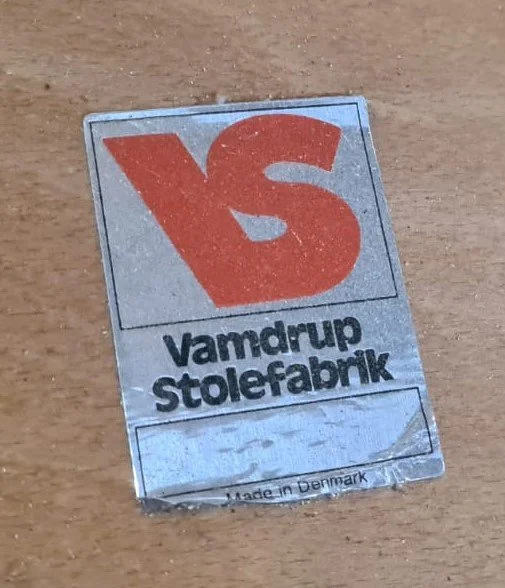 VS
Vamdrup
Stolefabrik
Made in Denmark